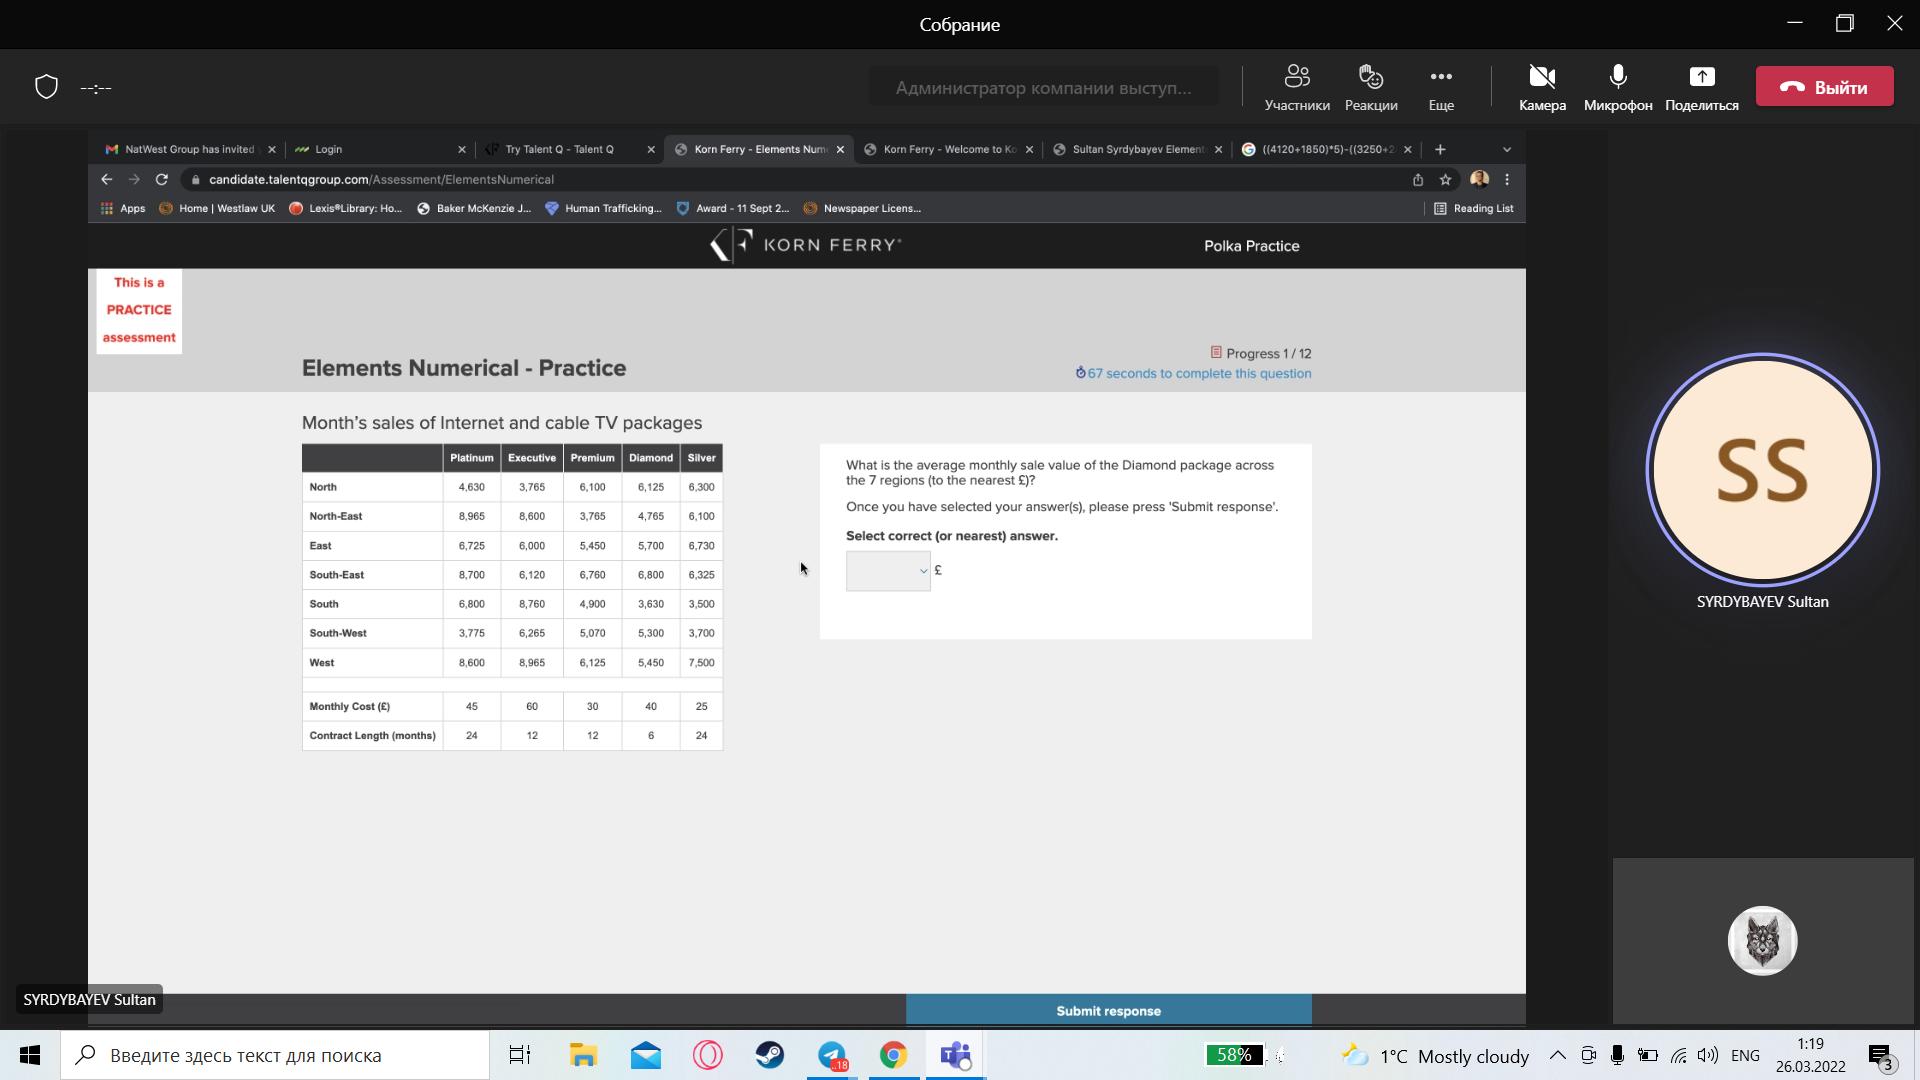 Собрание
--:--
Администратор компании выступ...
Участники
Реакции
Еще
Камера
Микрофон
Поделиться
Выйти
NatWest Group has invited
Login
Try Talent Q - Talent Q
Korn Ferry - Elements Num
Korn Ferry - Welcome to Ko
Sultan Syrdybayev Element
((4120+1850)*5)-((3250+2
candidate.talentqgroup.com/Assessment/ElementsNumerical
Apps
Home | Westlaw UK
Lexis®Library: Ho...
Baker McKenzie J...
Human Trafficking...
Award - 11 Sept 2...
Newspaper Licens...
Reading List
KORN FERRY
Polka Practice
This is a
PRACTICE
assessment
Elements Numerical - Practice
Progress 1 / 12
67 seconds to complete this question
Month's sales of Internet and cable TV packages
Platinum Executive Premium Diamond Silver
North 4,630 3,765 6,100 6,125 6,300
North-East 8,965 8,600 3,765 4,765 6,100
East 6,725 6,000 5,450 5,700 6,730
South-East 8,700 6,120 6,760 6,800 6,325
South 6,800 8,760 4,900 3,630 3,500
South-West 3,775 6,265 5,070 5,300 3,700
West 8,600 8,965 6,125 5,450 7,500
Monthly Cost (£) 45 60 30 40 25
Contract Length (months) 24 12 12 6 24
What is the average monthly sale value of the Diamond package across
the 7 regions (to the nearest £)?
Once you have selected your answer(s), please press 'Submit response'.
Select correct (or nearest) answer.
£
Submit response
SS
SYRDYBAYEV Sultan
SYRDYBAYEV Sultan
Введите здесь текст для поиска
..18
58%
1°C Mostly cloudy
ENG
1:19
26.03.2022
3